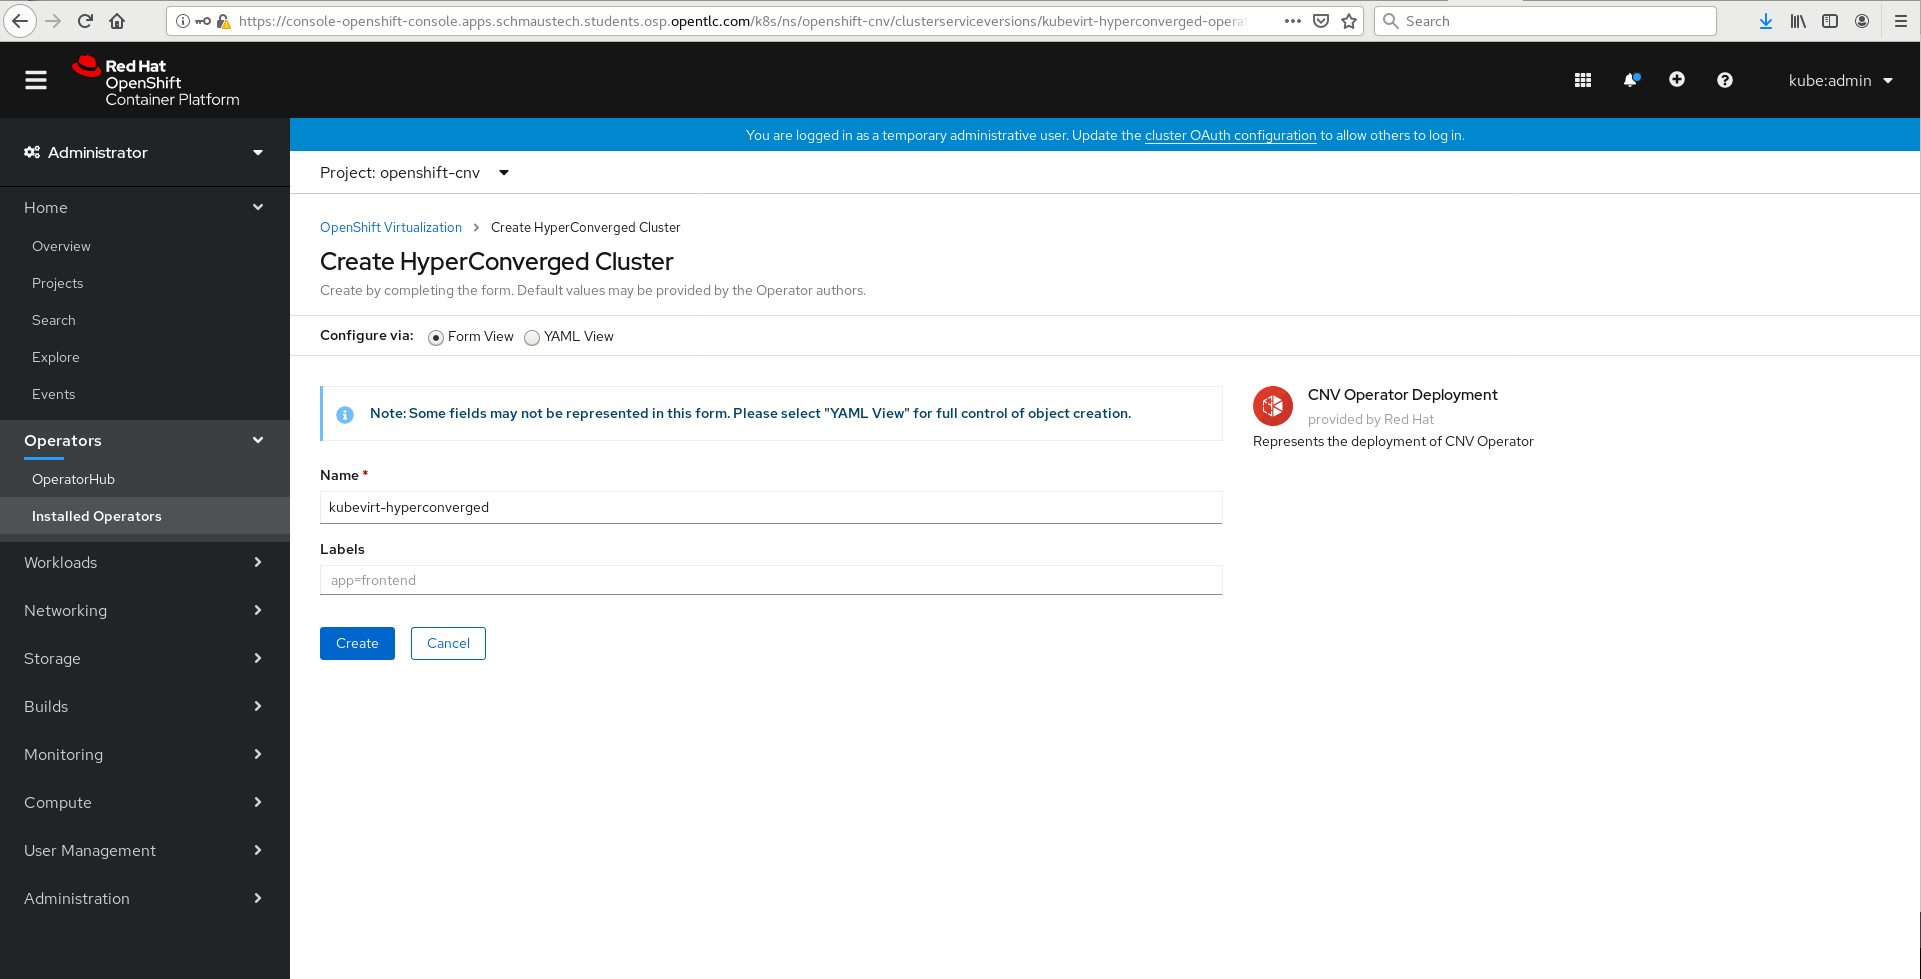 https://console-openshift-console.apps.schmaustech.students.osp.opentlc.com/k8s/ns/openshift-cnv/clusterserviceversions/kubevirt-hyperconverged-operat
Search
Red Hat
OpenShift
Container Platform
kube:admin
You are logged in as a temporary administrative user. Update the cluster OAuth configuration to allow others to log in.
Administrator
Project: openshift-cnv
Home
Overview
Projects
Search
Explore
Events
Operators
OperatorHub
Installed Operators
Workloads
Networking
Storage
Builds
Monitoring
Compute
User Management
Administration
OpenShift Virtualization > Create HyperConverged Cluster
Create HyperConverged Cluster
Create by completing the form. Default values may be provided by the Operator authors.
Configure via: Form View YAML View
Note: Some fields may not be represented in this form. Please select "YAML View" for full control of object creation.
Name *
kubevirt-hyperconverged
Labels
app=frontend
Create Cancel
CNV Operator Deployment
provided by Red Hat
Represents the deployment of CNV Operator